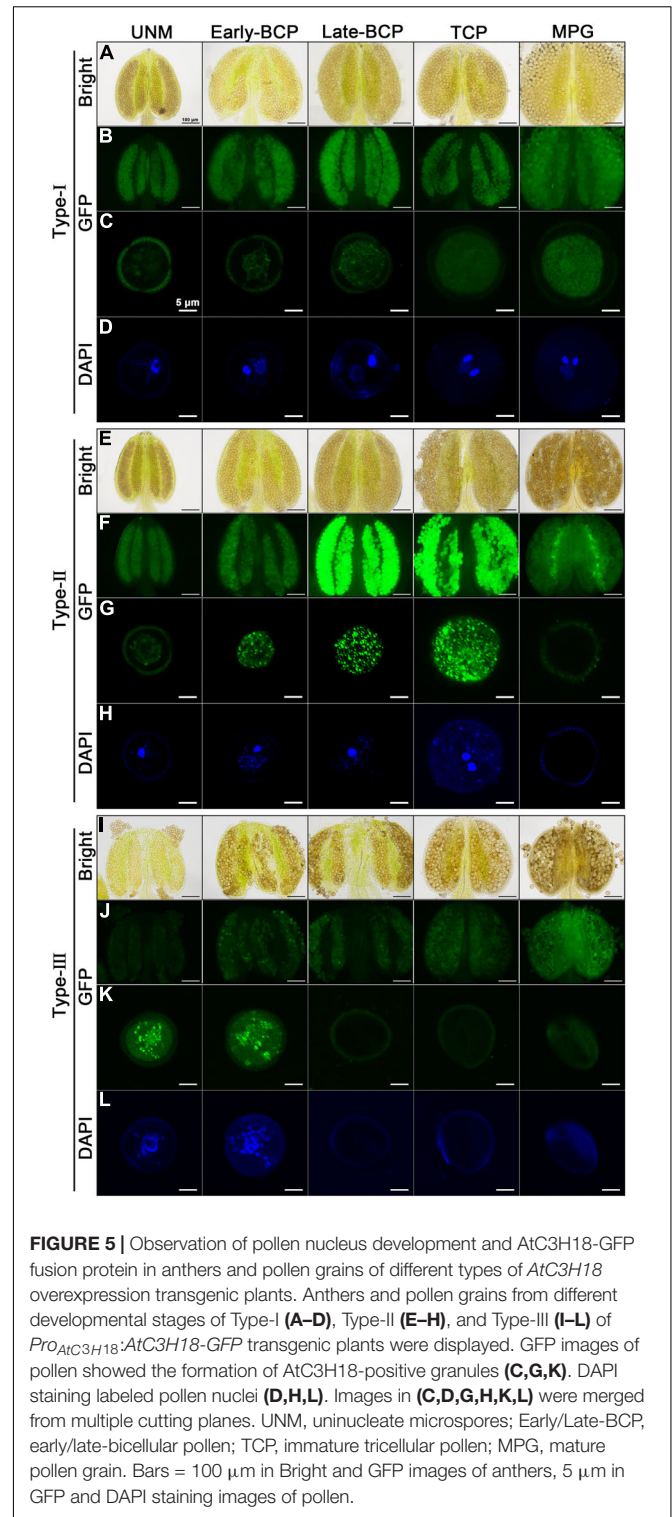 UNM Early-BCP Late-BCP TCP MPG
A
Bright
100 μm
B
Type-I
GFP
C
5 μm
D
DAPI
E
Bright
F
Type-II
GFP
G
H
DAPI
I
Bright
J
Type-III
GFP
K
L
DAPI
FIGURE 5 | Observation of pollen nucleus development and AtC3H18-GFP
fusion protein in anthers and pollen grains of different types of AtC3H18
overexpression transgenic plants. Anthers and pollen grains from different
developmental stages of Type-I (A–D), Type-II (E–H), and Type-III (I–L) of
ProAtC3H18:AtC3H18-GFP transgenic plants were displayed. GFP images of
pollen showed the formation of AtC3H18-positive granules (C,G,K). DAPI
staining labeled pollen nuclei (D,H,L). Images in (C,D,G,H,K,L) were merged
from multiple cutting planes. UNM, uninucleate microspores; Early/Late-BCP,
early/late-bicellular pollen; TCP, immature tricellular pollen; MPG, mature
pollen grain. Bars = 100 μm in Bright and GFP images of anthers, 5 μm in
GFP and DAPI staining images of pollen.